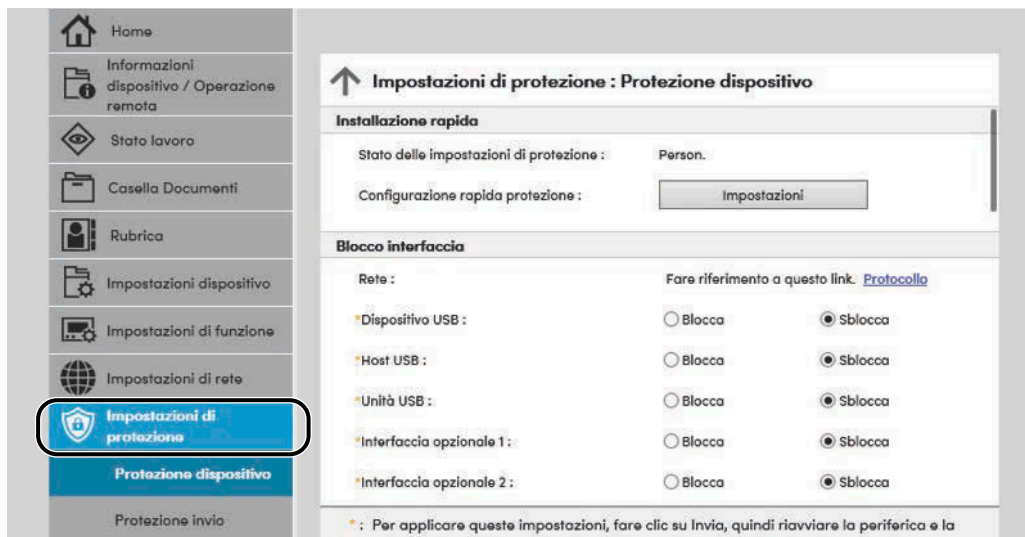 Home
Informazioni
dispositivo / Operazione
remota
Stato lavoro
Casella Documenti
Rubrica
Impostazioni dispositivo
Impostazioni di funzione
Impostazioni di rete
Impostazioni di
protezione
Protezione dispositivo
Protezione invio
Impostazioni di protezione : Protezione dispositivo
Installazione rapida
Stato delle impostazioni di protezione : Person.
Configurazione rapida protezione : Impostazioni
Blocco interfaccia
Rete : Fare riferimento a questo link. Protocollo
*Dispositivo USB : Blocca Sblocca
*Host USB : Blocca Sblocca
*Unità USB : Blocca Sblocca
*Interfaccia opzionale 1 : Blocca Sblocca
*Interfaccia opzionale 2 : Blocca Sblocca
* : Per applicare queste impostazioni, fare clic su Invia, quindi riavviare la periferica e la